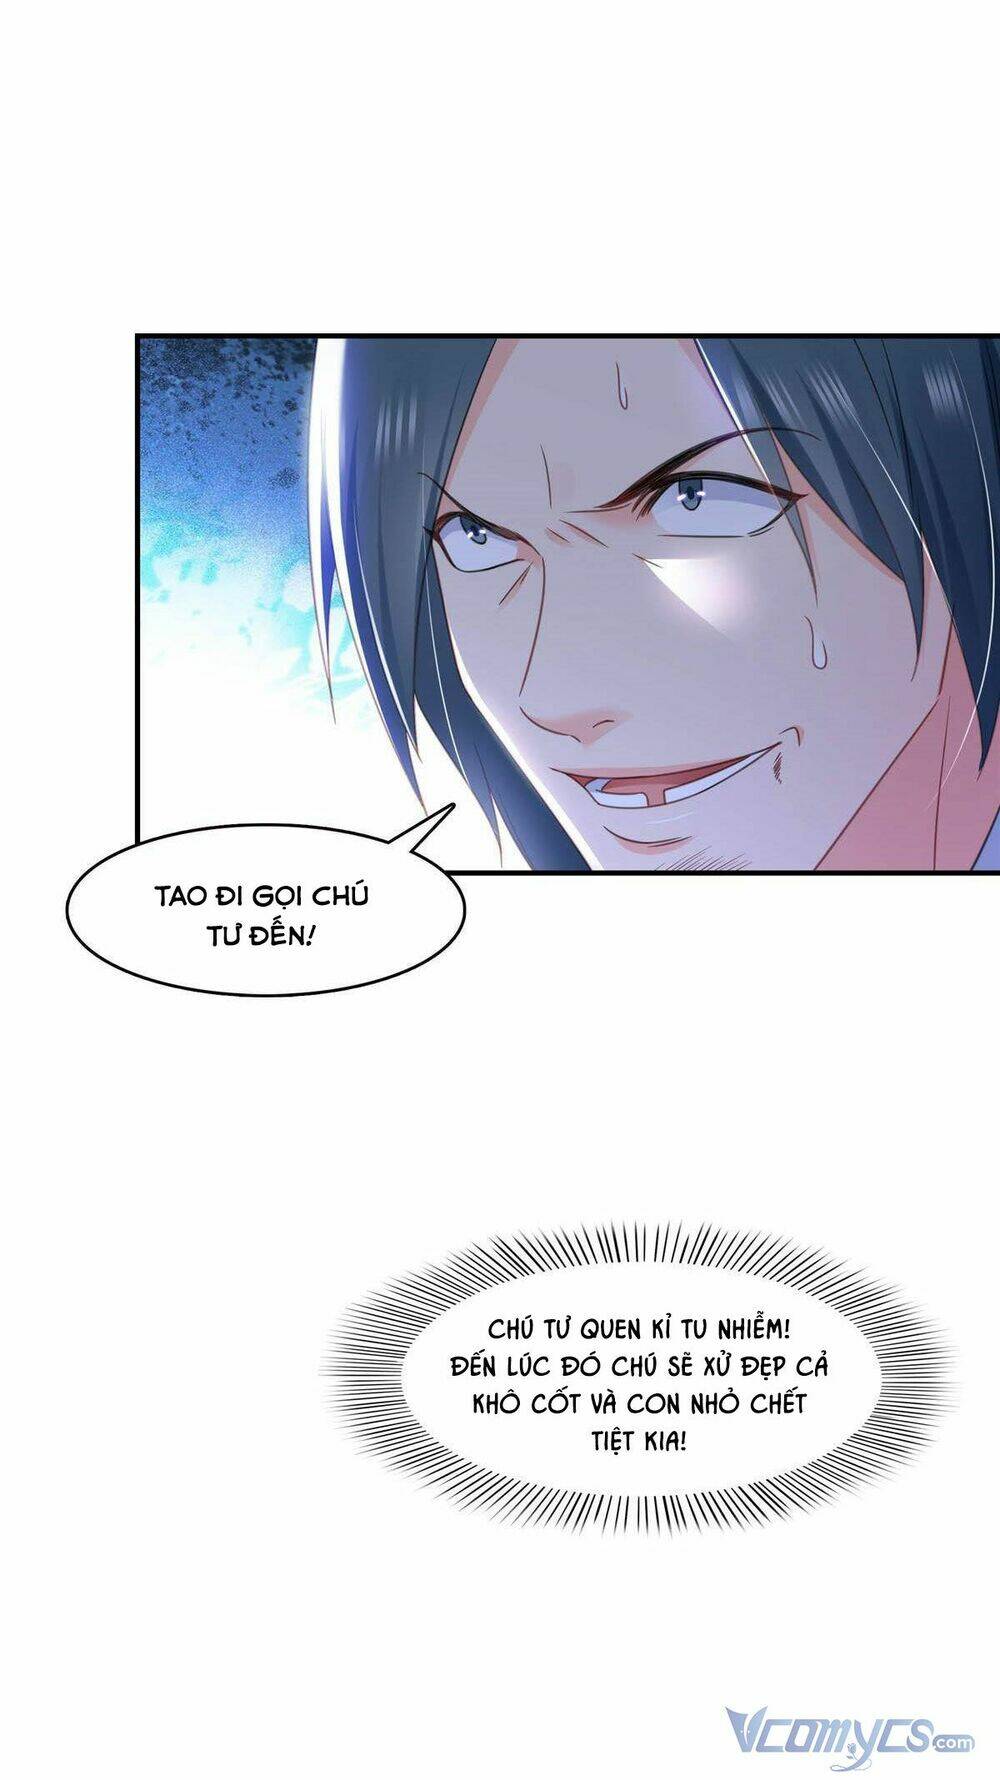 TAO ĐI GỌI CHÚ
TƯ ĐẾN!
CHÚ TƯ QUEN KỈ TU NHIỄM!
ĐẾN LÚC ĐÓ CHÚ SẼ XỬ ĐẸP CẢ
KHÔ CỐT VÀ CON NHỎ CHẾT
TIỆT KIA!
VCOMYCS.com